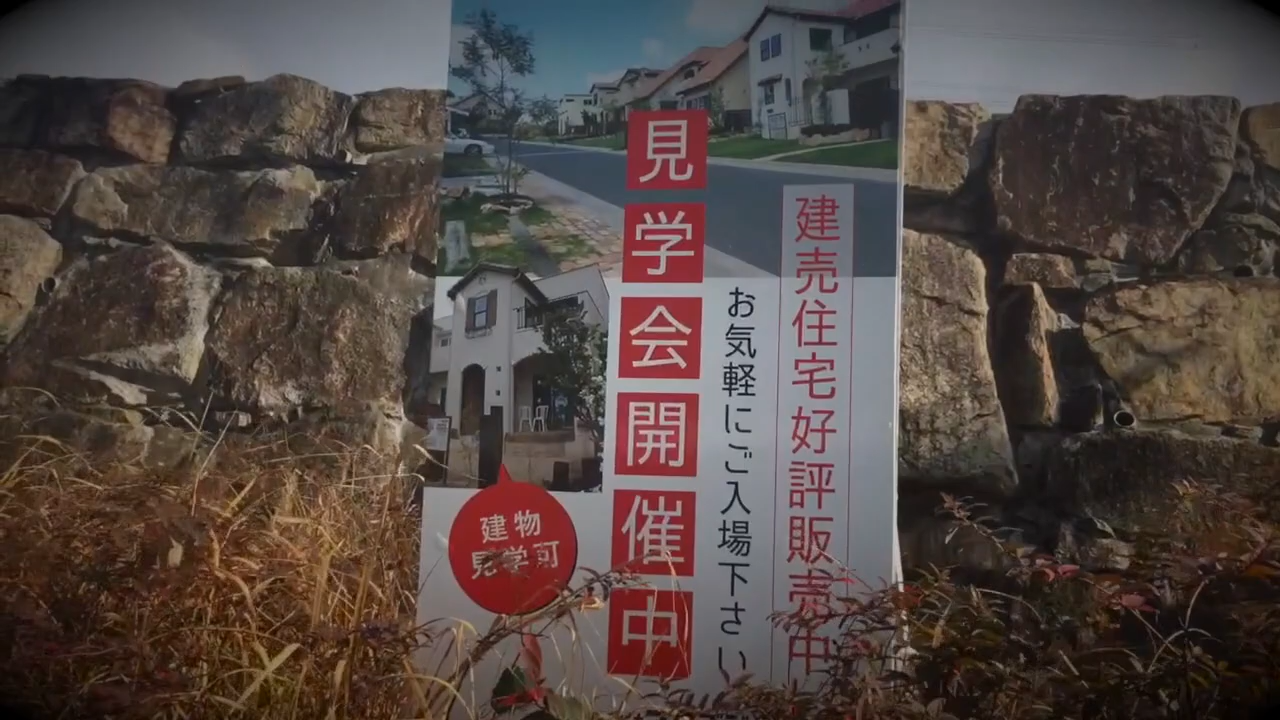 建売住宅好評販売中
お気軽にご入場下さい
見学会開催中
建物
見学可